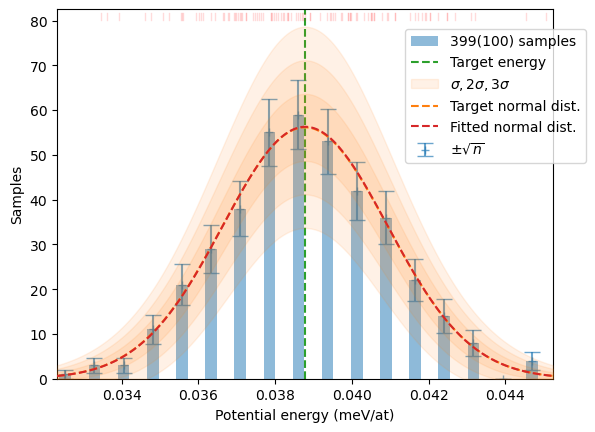 80
70
60
50
40
30
20
10
0
Samples
0.034
0.036
0.038
0.040
0.042
0.044
Potential energy (meV/at)
399(100) samples
Target energy
σ, 2σ, 3σ
Target normal dist.
Fitted normal dist.
±√n